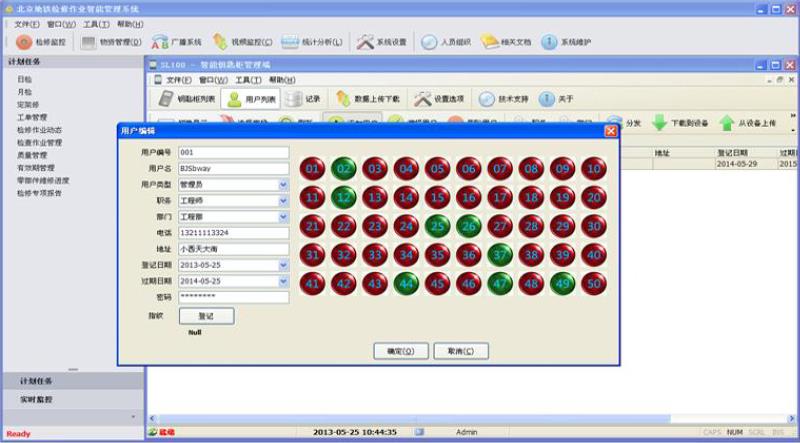 北京地铁检修作业智能管理系统
文件(F) 窗口(W) 工具(T) 帮助(H)
检修监控 物资管理(D) 广播系统 视频监控(C) 统计分析(L) 系统设置 人员组织 相关文档 系统维护
计划任务
日检
月检
定架修
工单管理
检修作业动态
检查作业管理
质量管理
有效期管理
零部件维修进度
检修专项报告
计划任务
实时监控
Ready
SL100 - 智能钥匙柜管理端
文件(F) 窗口(W) 工具(T) 帮助(H)
钥匙柜列表 用户列表 记录 数据上传下载 设置选项 技术支持 关于
分发 下载到设备 从设备上传
地址 登记日期 过期
2014-05-29 2015
用户编辑
用户编号 001
用户名 BJSbway
用户类型 管理员
职务 工程师
部门 工程部
电话 13211113324
地址 小西天大街
登记日期 2013-05-25
过期日期 2014-05-25
密码 ********
指纹 登记
Null
01 02 03 04 05 06 07 08 09 10
11 12 13 14 15 16 17 18 19 20
21 22 23 24 25 26 27 28 29 30
31 32 33 34 35 36 37 38 39 40
41 42 43 44 45 46 47 48 49 50
确定(O) 取消(C)
就绪 2013-05-25 10:44:35 Admin CAPS NUM SCRL INS